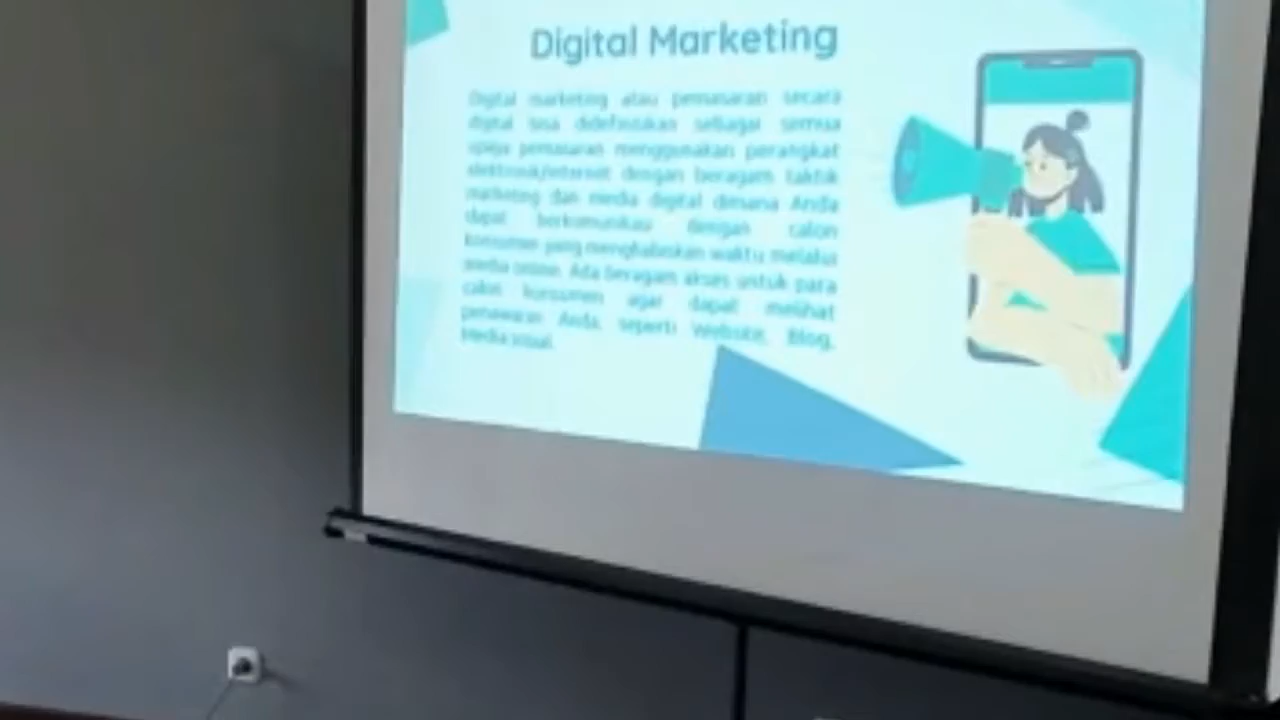 Digital Marketing
Digital marketing atau pemasaran secara
digital bisa didefinisikan sebagai semua
upaya pemasaran menggunakan perangkat
elektronik/internet dengan beragam taktik
marketing dan media digital dimana Anda
dapat berkomunikasi dengan calon
konsumen yang menghabiskan waktu melalui
media online. Ada beragam akses untuk para
calon konsumen agar dapat melihat
penawaran Anda, seperti Website, Blog,
Media sosial.